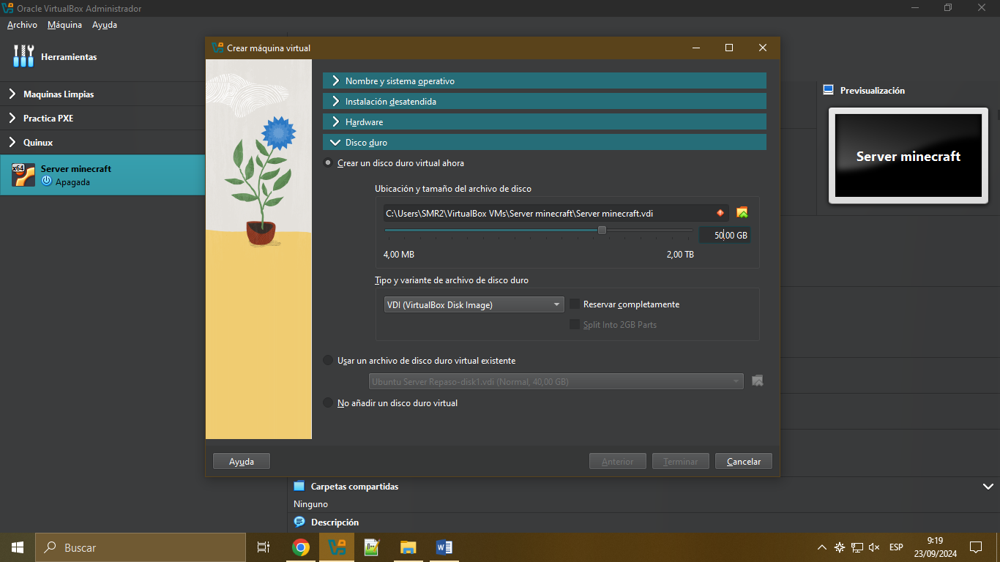 Oracle VirtualBox Administrador
Archivo Máquina Ayuda
Herramientas
Maquinas Limpias
Practica PXE
Quinux
x64
Server minecraft
Apagada
Crear máquina virtual
Nombre y sistema operativo
Instalación desatendida
Hardware
Disco duro
Crear un disco duro virtual ahora
Ubicación y tamaño del archivo de disco
C:\Users\SMR2\VirtualBox VMs\Server minecraft\Server minecraft.vdi
50,00 GB
4,00 MB 2,00 TB
Tipo y variante de archivo de disco duro
VDI (VirtualBox Disk Image) Reservar completamente
Split Into 2GB Parts
Usar un archivo de disco duro virtual existente
Ubuntu Server Repaso-disk1.vdi (Normal, 40,00 GB)
No añadir un disco duro virtual
Ayuda Anterior Terminar Cancelar
Previsualización
Server minecraft
Carpetas compartidas
Ninguno
Descripción
Buscar
ESP
9:19
23/09/2024